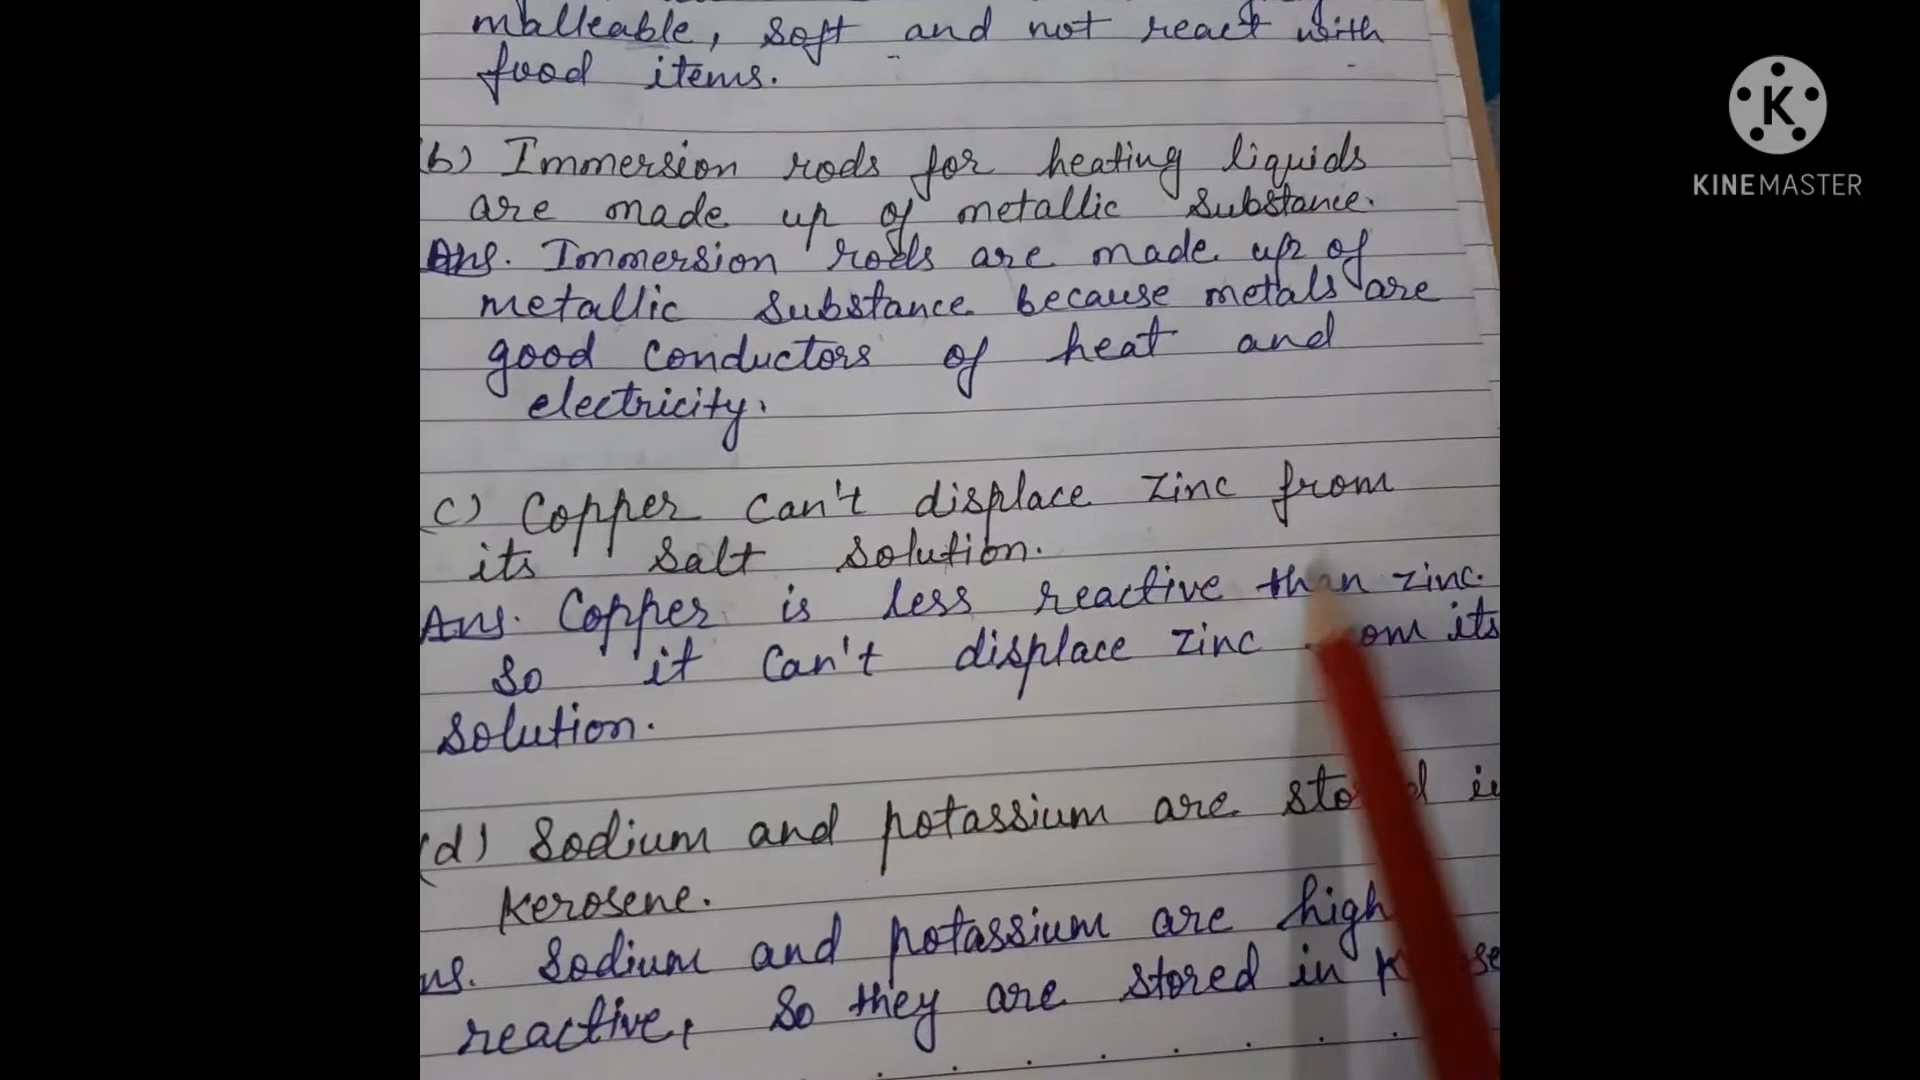 malleable, soft and not react with
food items.
(b) Immersion rods for heating liquids
are made up of metallic substance.
Ans. Immersion rods are made up of
metallic substance because metals are
good conductors of heat and
electricity.
(c) Copper can't displace zinc from
its salt solution.
Ans. Copper is less reactive than zinc.
So it can't displace zinc its
solution.
(d) Sodium and potassium are
kerosene.
Sodium and potassium are high
reactive, so they are stored in
KINEMASTER